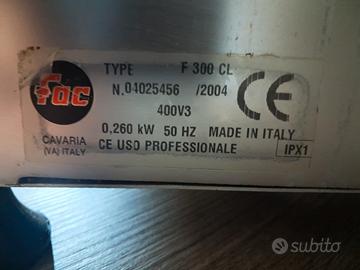 fac
TYPE F 300 CL
N. 04025456 /2004
400V3
0,260 kW 50 HZ MADE IN ITALY
CAVARIA
(VA) ITALY
CE USO PROFESSIONALE
IPX1
CE
subito